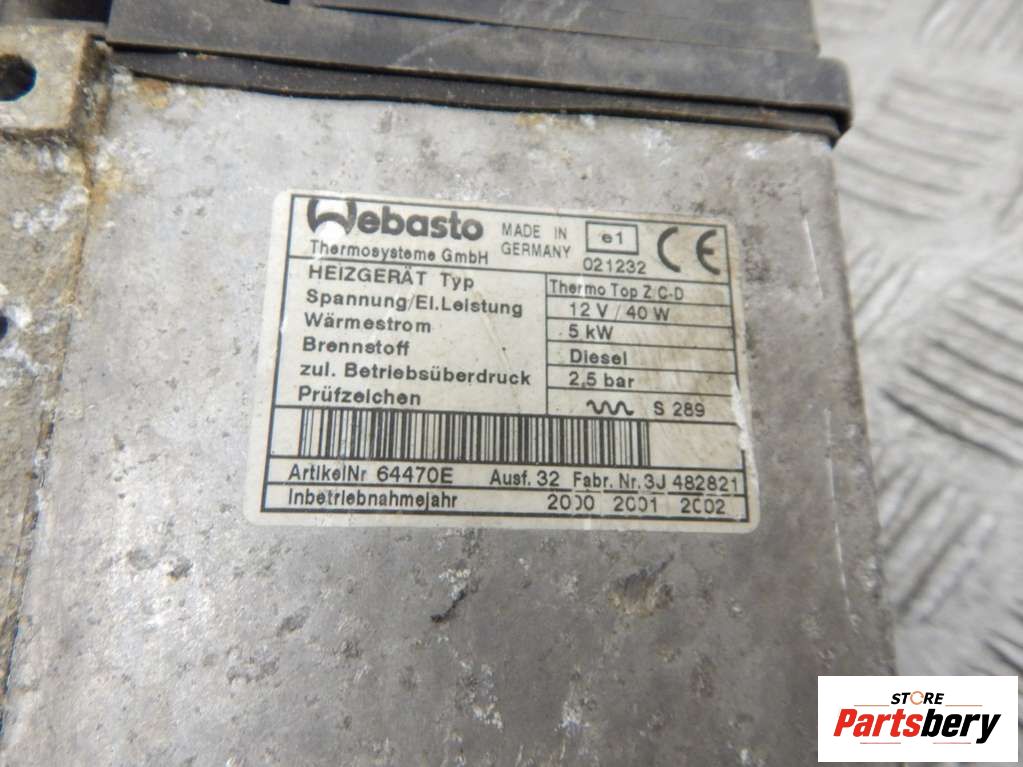 Webasto
Thermosysteme GmbH
MADE IN
GERMANY
e1
021232
CE
HEIZGERÄT Typ Thermo Top Z/C-D
Spannung/El.Leistung 12 V / 40 W
Wärmestrom 5 kW
Brennstoff Diesel
zul. Betriebsüberdruck 2,5 bar
Prüfzeichen S 289
ArtikelNr 64470E Ausf. 32 Fabr. Nr. 3J 482821
Inbetriebnahmejahr 2000 2001 2002
STORE
Partsbery